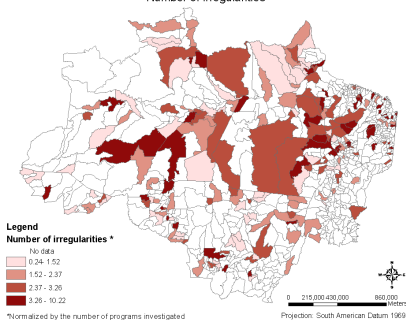 Number of irregularities
Legend
Number of irregularities *
No data
0.24- 1.52
1.52 - 2.37
2.37 - 3.26
3.26 - 10.22
*Normalized by the number of programs investigated
0 215,000 430,000 860,000
Meters
Projection: South American Datum 1969